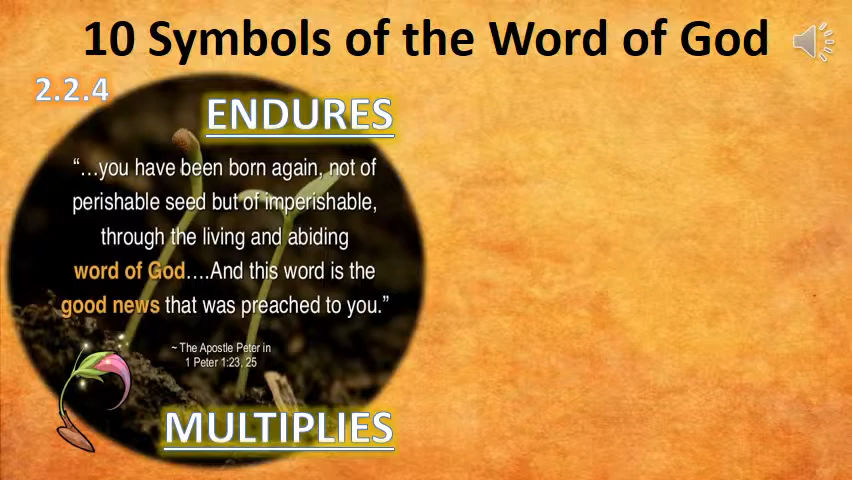 10 Symbols of the Word of God
2.2.4
ENDURES
“…you have been born again, not of
perishable seed but of imperishable,
through the living and abiding
word of God….And this word is the
good news that was preached to you.”
~ The Apostle Peter in
1 Peter 1:23, 25
MULTIPLIES